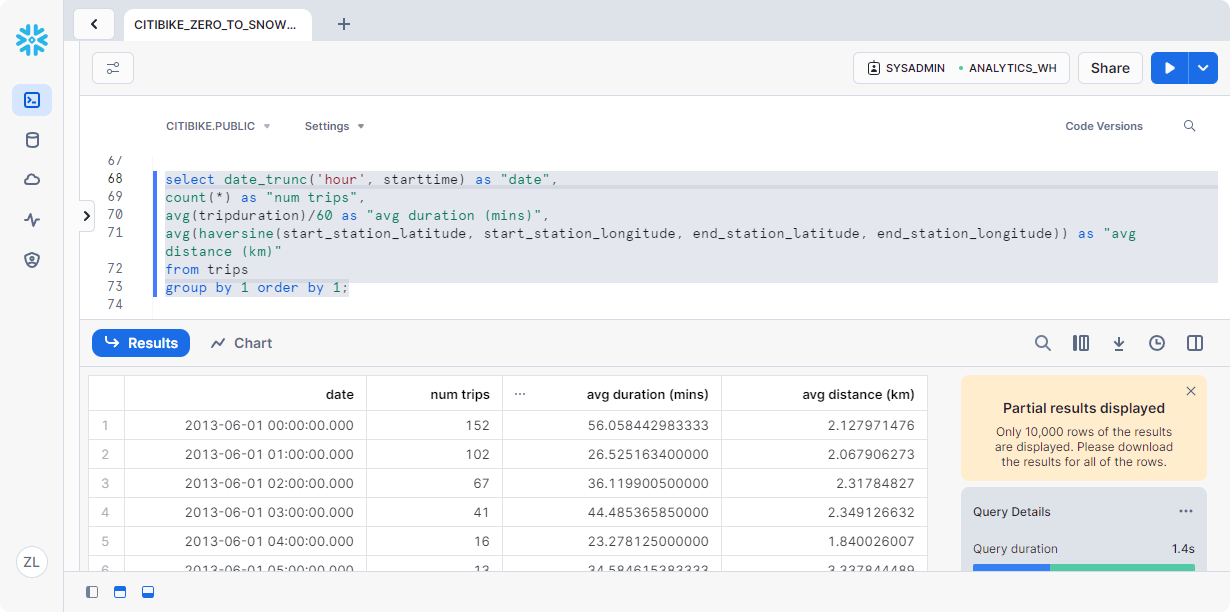 CITIBIKE_ZERO_TO_SNOW...
SYSADMIN • ANALYTICS_WH
Share
CITIBIKE.PUBLIC
Settings
Code Versions
67
68 select date_trunc('hour', starttime) as "date",
69 count(*) as "num trips",
70 avg(tripduration)/60 as "avg duration (mins)",
71 avg(haversine(start_station_latitude, start_station_longitude, end_station_latitude, end_station_longitude)) as "avg
distance (km)"
72 from trips
73 group by 1 order by 1;
74
Results
Chart
date num trips ... avg duration (mins) avg distance (km)
1 2013-06-01 00:00:00.000 152 56.058442983333 2.127971476
2 2013-06-01 01:00:00.000 102 26.525163400000 2.067906273
3 2013-06-01 02:00:00.000 67 36.119900500000 2.31784827
4 2013-06-01 03:00:00.000 41 44.485365850000 2.349126632
5 2013-06-01 04:00:00.000 16 23.278125000000 1.840026007
6 2013-06-01 05:00:00.000 13 34.584615383333 3.337844489
Partial results displayed
Only 10,000 rows of the results
are displayed. Please download
the results for all of the rows.
Query Details
...
Query duration 1.4s
ZL